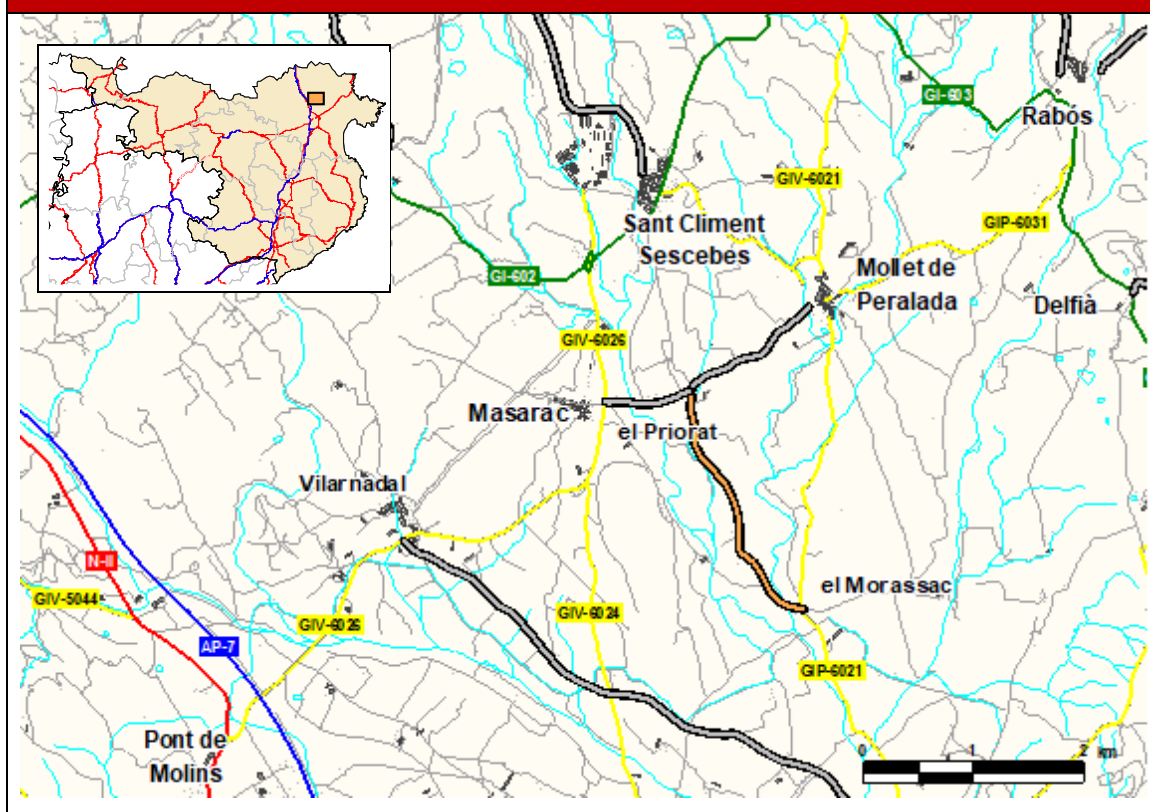 GI-603
Rabós
GIV-6021
Sant Climent
Sescebes
GIP-6031
GI-602
Mollet de
Peralada
Delfià
GIV-6026
Masarac
el Priorat
Vilarnadal
N-II
GIV-5044
GIV-6026
AP-7
GIV-6024
el Morassac
GIP-6021
Pont de
Molins
0 1 2 km